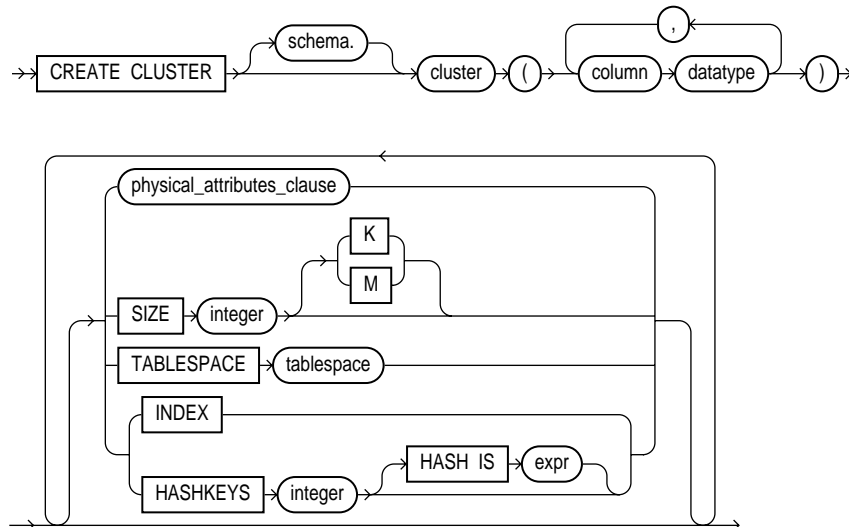 schema.
,
CREATE CLUSTER cluster ( column datatype )
physical_attributes_clause
K
M
SIZE integer
TABLESPACE tablespace
INDEX
HASH IS expr
HASHKEYS integer